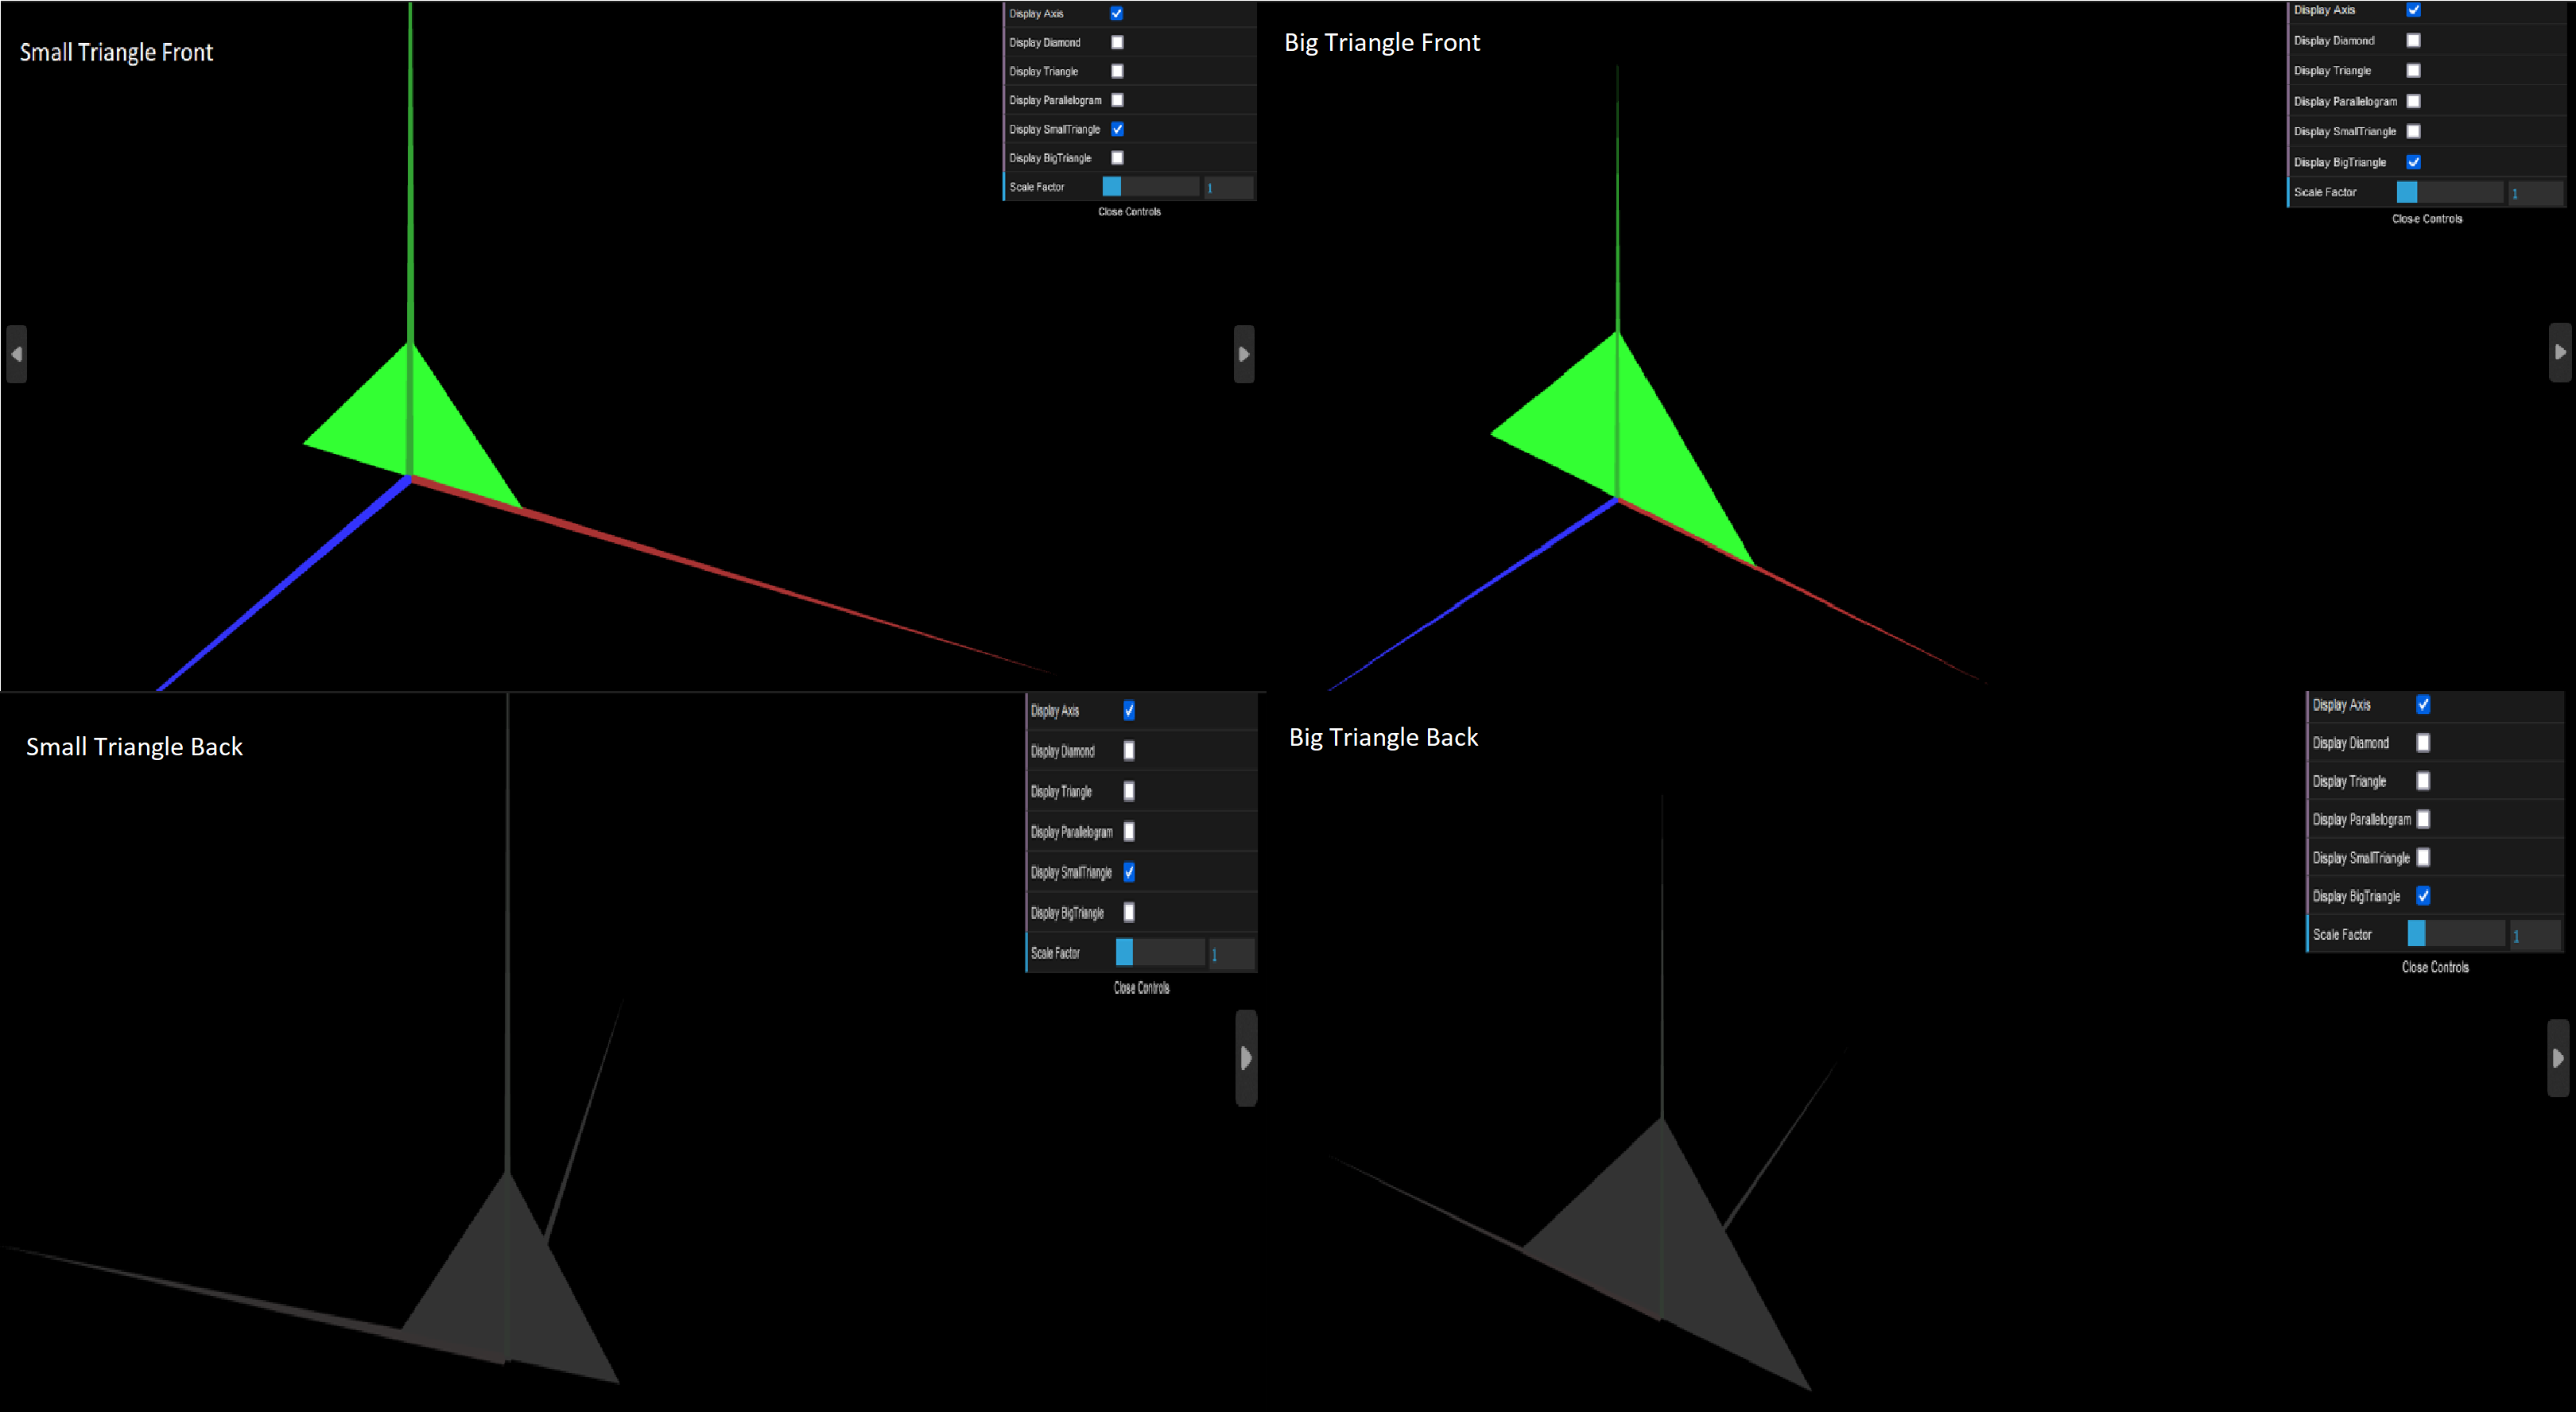 Small Triangle Front
Display Axis
Display Diamond
Display Triangle
Display Parallelogram
Display SmallTriangle
Display BigTriangle
Scale Factor 1
Close Controls
Big Triangle Front
Display Axis
Display Diamond
Display Triangle
Display Parallelogram
Display SmallTriangle
Display BigTriangle
Scale Factor 1
Close Controls
Small Triangle Back
Display Axis
Display Diamond
Display Triangle
Display Parallelogram
Display SmallTriangle
Display BigTriangle
Scale Factor 1
Close Controls
Big Triangle Back
Display Axis
Display Diamond
Display Triangle
Display Parallelogram
Display SmallTriangle
Display BigTriangle
Scale Factor 1
Close Controls